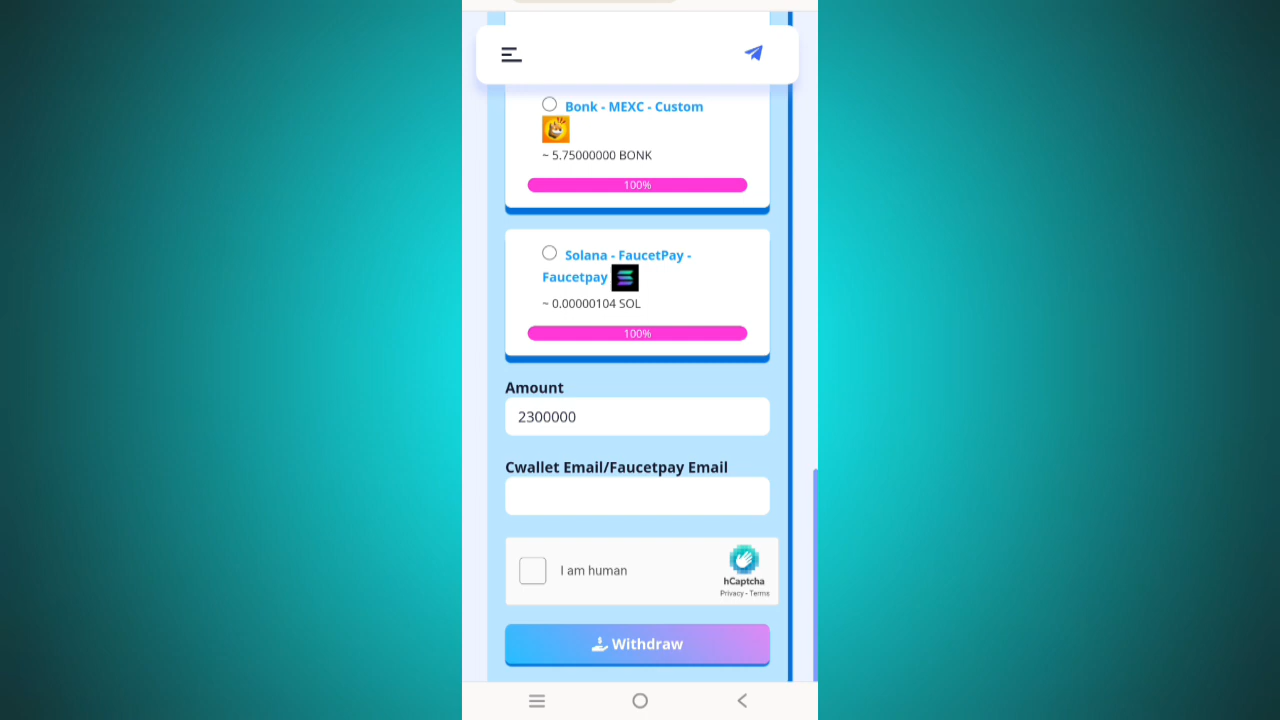 Bonk - MEXC - Custom
~ 5.75000000 BONK
100%
Solana - FaucetPay -
Faucetpay
~ 0.00000104 SOL
100%
Amount
2300000
Cwallet Email/Faucetpay Email
I am human
hCaptcha
Privacy - Terms
Withdraw